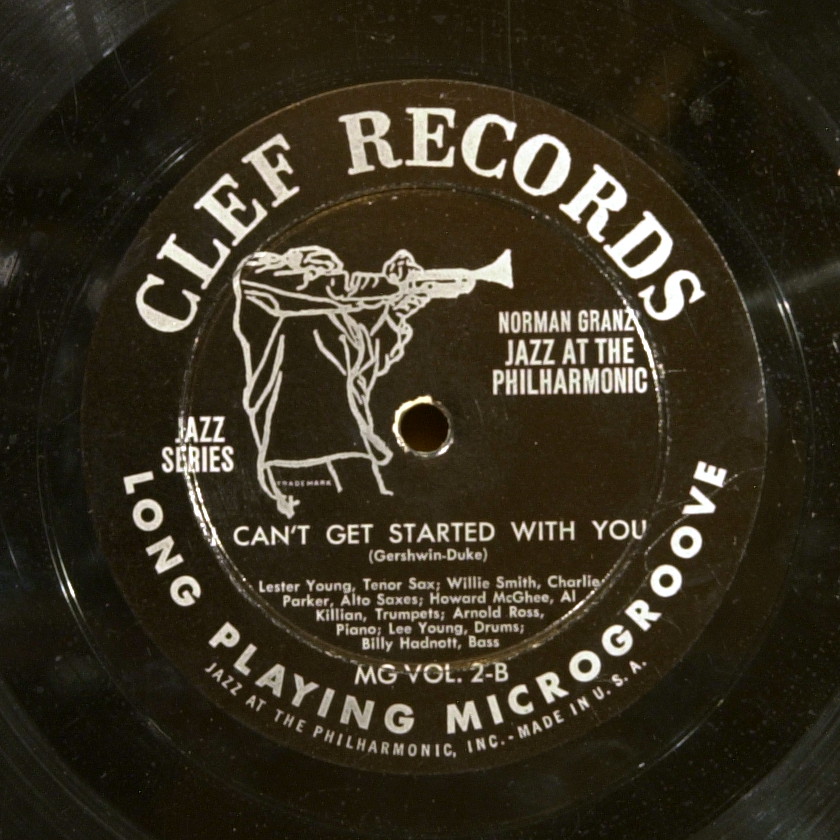 CLEF RECORDS
NORMAN GRANZ'
JAZZ AT THE
PHILHARMONIC
JAZZ
SERIES
TRADEMARK
I CAN'T GET STARTED WITH YOU
(Gershwin-Duke)
Lester Young, Tenor Sax; Willie Smith, Charlie
Parker, Alto Saxes; Howard McGhee, Al
Killian, Trumpets; Arnold Ross,
Piano; Lee Young, Drums;
Billy Hadnott, Bass
MG VOL. 2-B
LONG PLAYING MICROGROOVE
JAZZ AT THE PHILHARMONIC, INC. - MADE IN U. S. A.